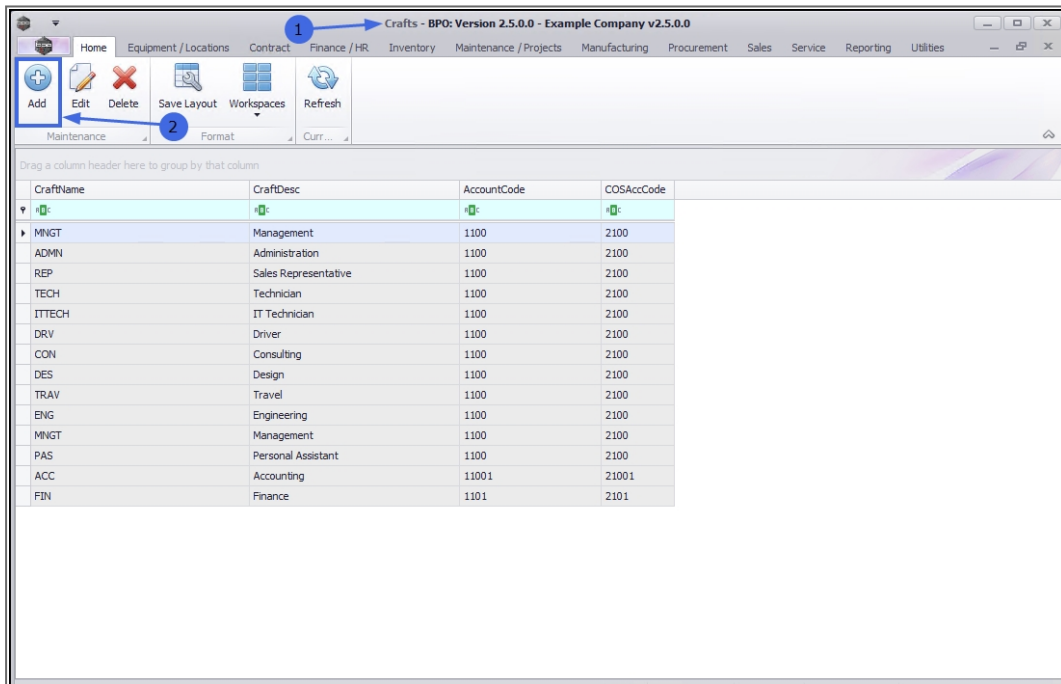 1
Crafts - BPO: Version 2.5.0.0 - Example Company v2.5.0.0
Home Equipment / Locations Contract Finance / HR Inventory Maintenance / Projects Manufacturing Procurement Sales Service Reporting Utilities
Add Edit Delete Save Layout Workspaces Refresh
2
Maintenance Format Curr...
Drag a column header here to group by that column
CraftName CraftDesc AccountCode COSAccCode
MNGT Management 1100 2100
ADMN Administration 1100 2100
REP Sales Representative 1100 2100
TECH Technician 1100 2100
ITTECH IT Technician 1100 2100
DRV Driver 1100 2100
CON Consulting 1100 2100
DES Design 1100 2100
TRAV Travel 1100 2100
ENG Engineering 1100 2100
MNGT Management 1100 2100
PAS Personal Assistant 1100 2100
ACC Accounting 11001 21001
FIN Finance 1101 2101